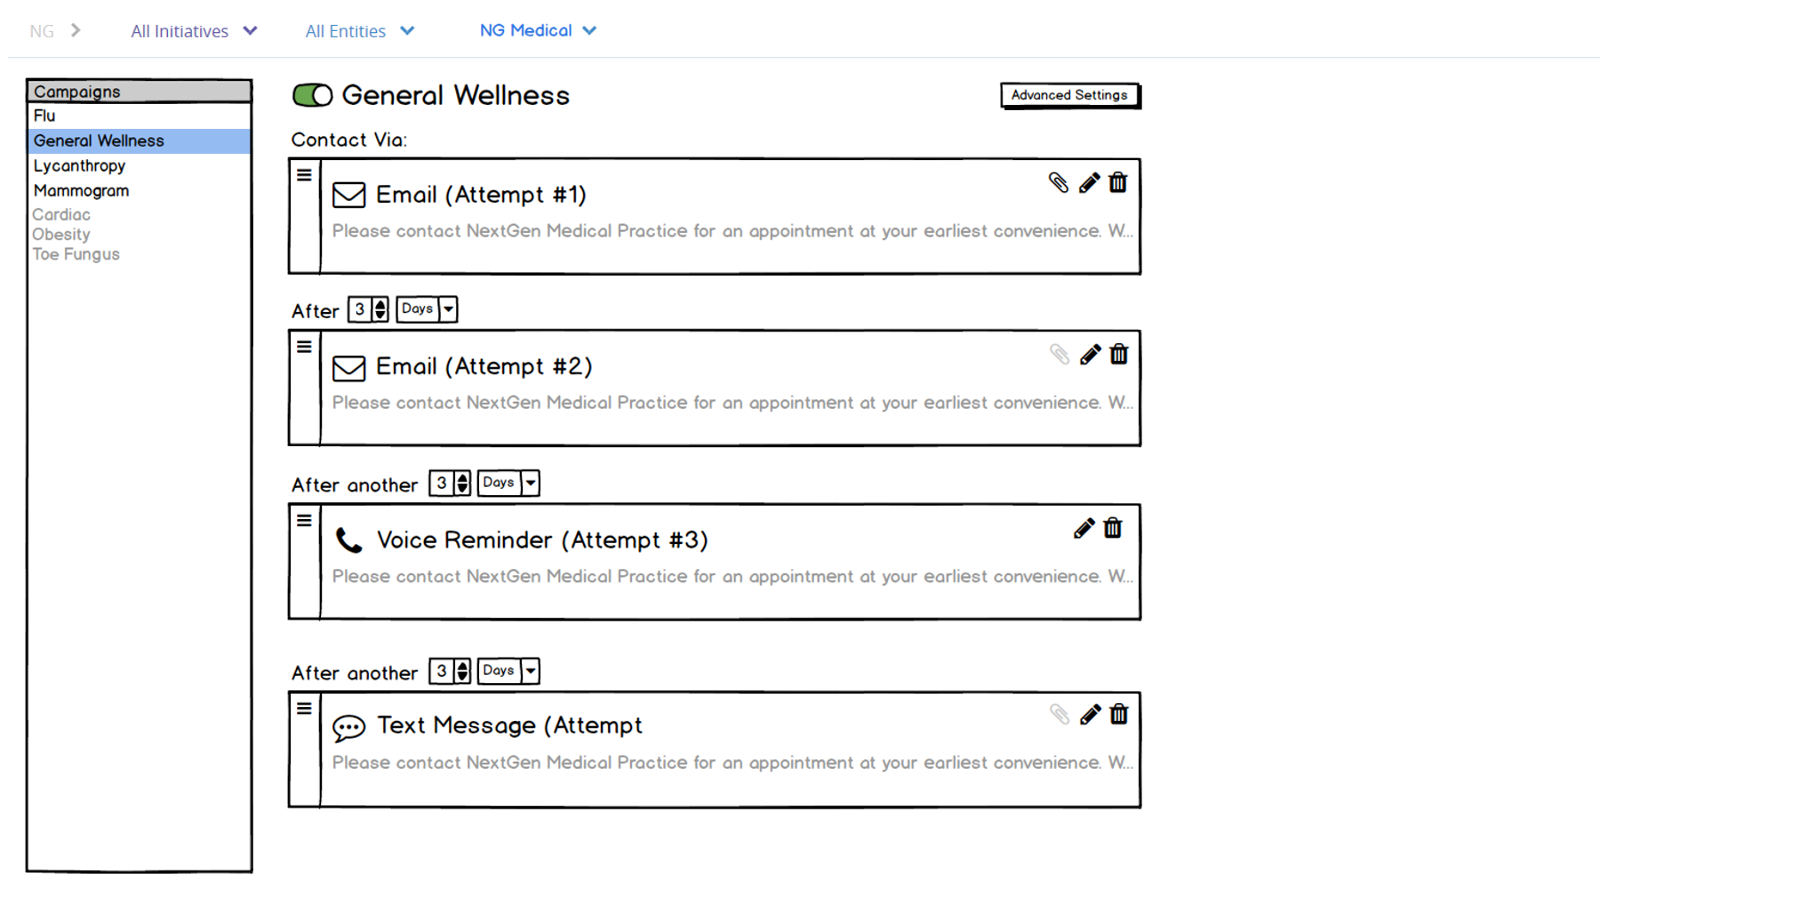 NG All Initiatives All Entities NG Medical
Campaigns
Flu
General Wellness
Lycanthropy
Mammogram
Cardiac
Obesity
Toe Fungus
General Wellness
Advanced Settings
Contact Via:
Email (Attempt #1)
Please contact NextGen Medical Practice for an appointment at your earliest convenience. W...
After 3 Days
Email (Attempt #2)
Please contact NextGen Medical Practice for an appointment at your earliest convenience. W...
After another 3 Days
Voice Reminder (Attempt #3)
Please contact NextGen Medical Practice for an appointment at your earliest convenience. W...
After another 3 Days
Text Message (Attempt
Please contact NextGen Medical Practice for an appointment at your earliest convenience. W...